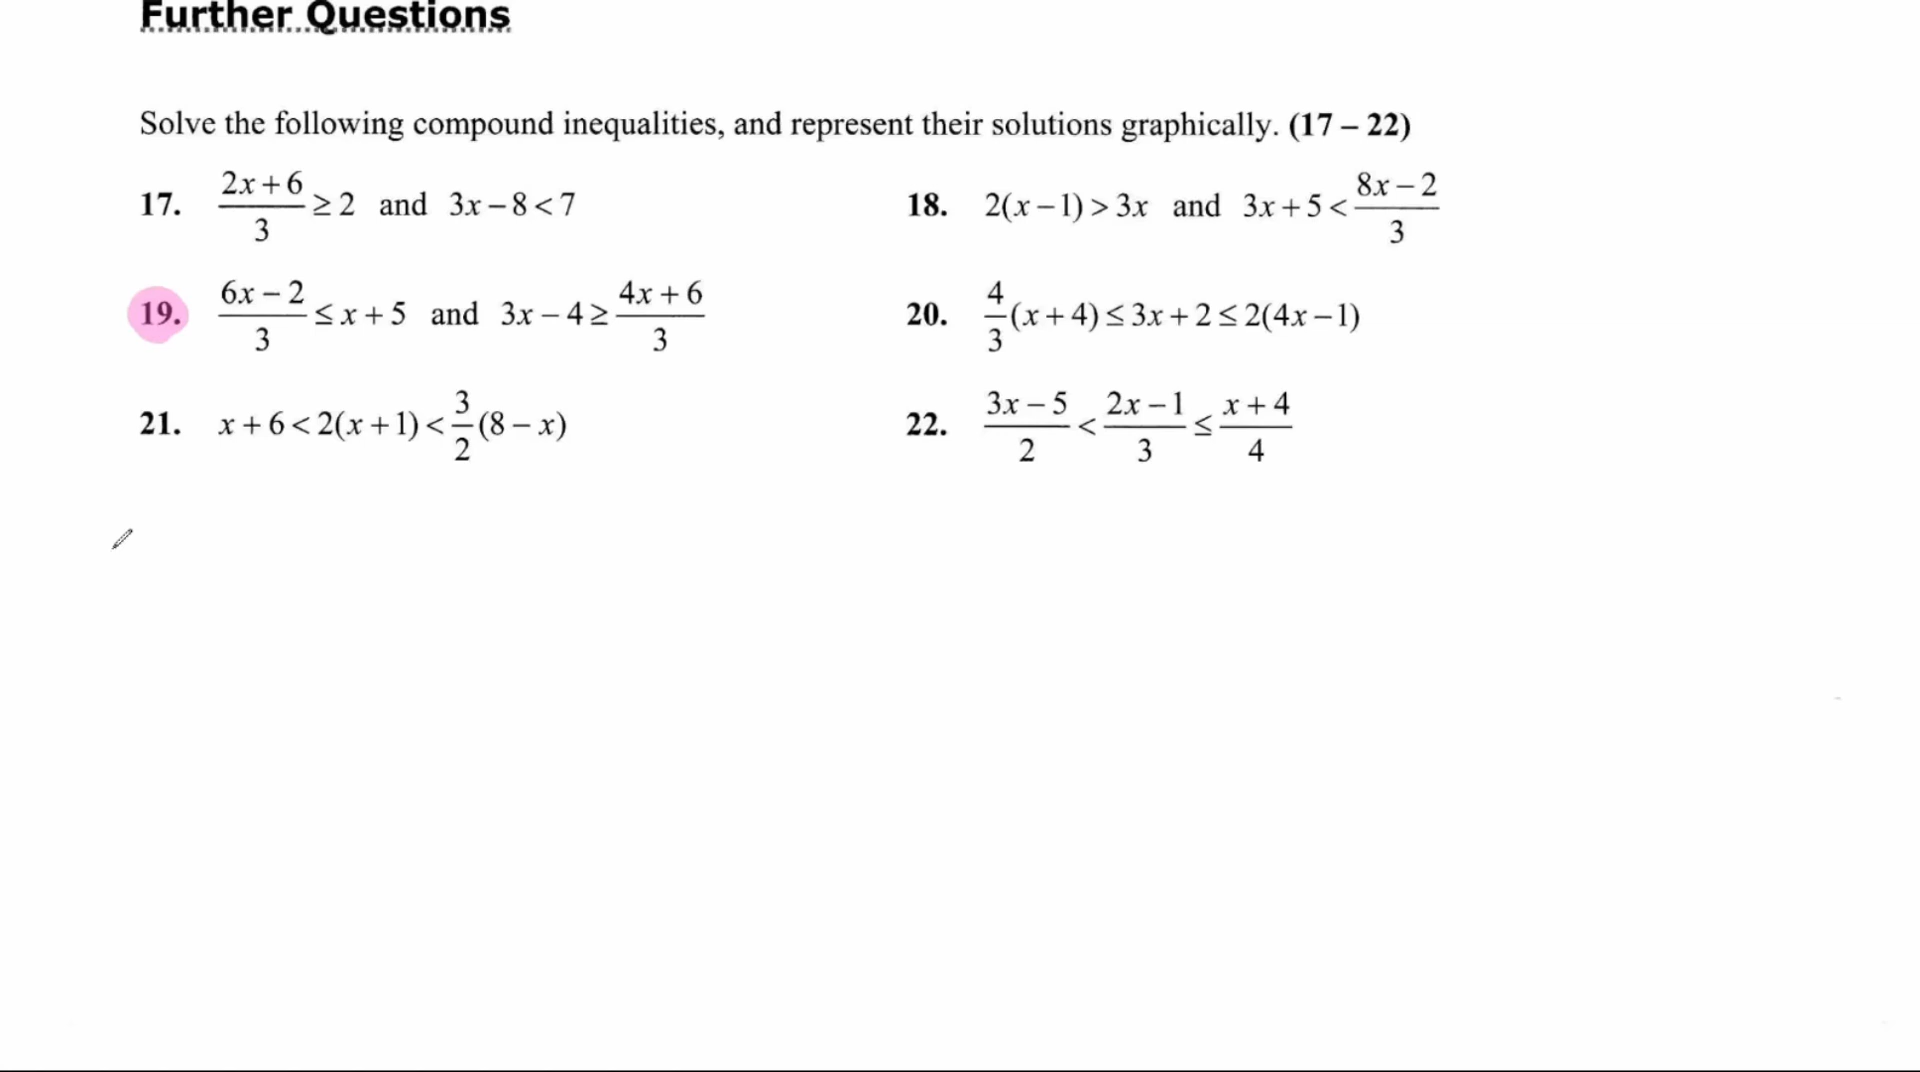 Further Questions
Solve the following compound inequalities, and represent their solutions graphically. (17 – 22)
17. (2x + 6)/3 ≥ 2 and 3x – 8 < 7
18. 2(x – 1) > 3x and 3x + 5 < (8x – 2)/3
19. (6x – 2)/3 ≤ x + 5 and 3x – 4 ≥ (4x + 6)/3
20. 4/3(x + 4) ≤ 3x + 2 ≤ 2(4x – 1)
21. x + 6 < 2(x + 1) < 3/2(8 – x)
22. (3x – 5)/2 < (2x – 1)/3 ≤ (x + 4)/4